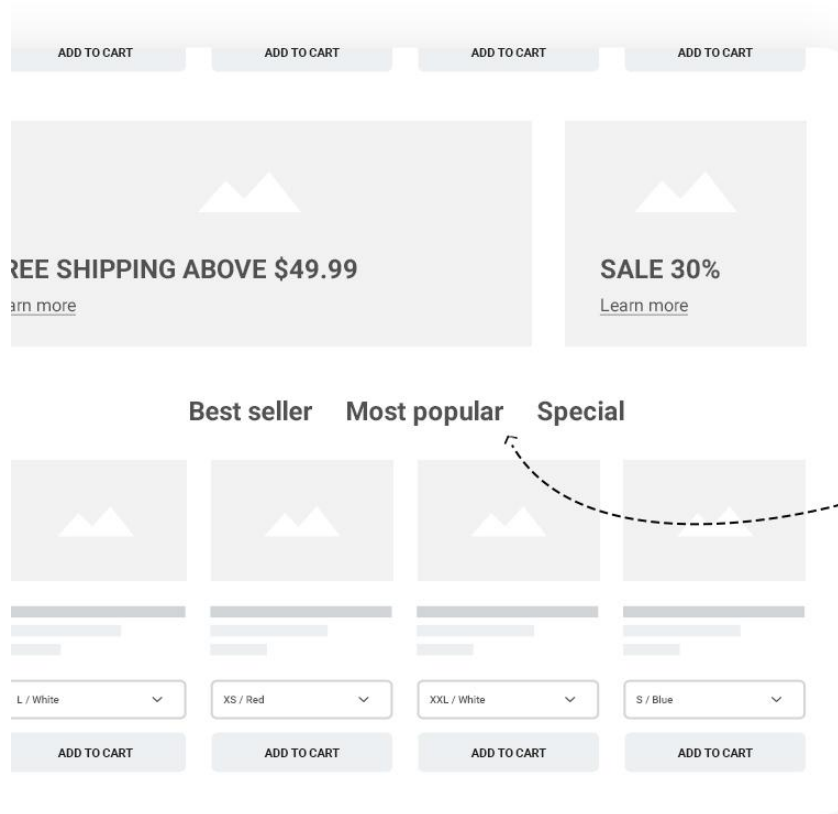 ADD TO CART ADD TO CART ADD TO CART ADD TO CART
REE SHIPPING ABOVE $49.99
arn more
SALE 30%
Learn more
Best seller Most popular Special
L / White XS / Red XXL / White S / Blue
ADD TO CART ADD TO CART ADD TO CART ADD TO CART